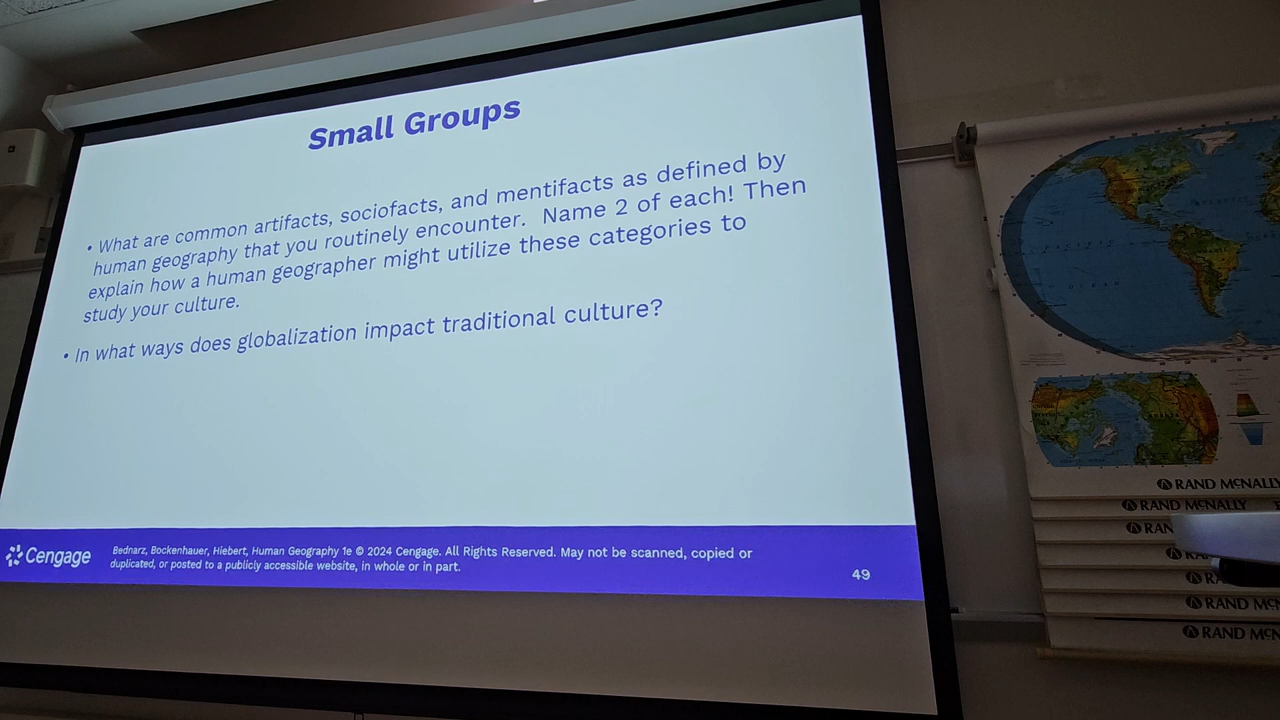 Small Groups
• What are common artifacts, sociofacts, and mentifacts as defined by
human geography that you routinely encounter. Name 2 of each! Then
explain how a human geographer might utilize these categories to
study your culture.
• In what ways does globalization impact traditional culture?
Cengage
Bednarz, Bockenhauer, Hiebert, Human Geography 1e © 2024 Cengage. All Rights Reserved. May not be scanned, copied or
duplicated, or posted to a publicly accessible website, in whole or in part.
49
RAND MCNALLY
RAND MCNALLY
RAND MCNALLY